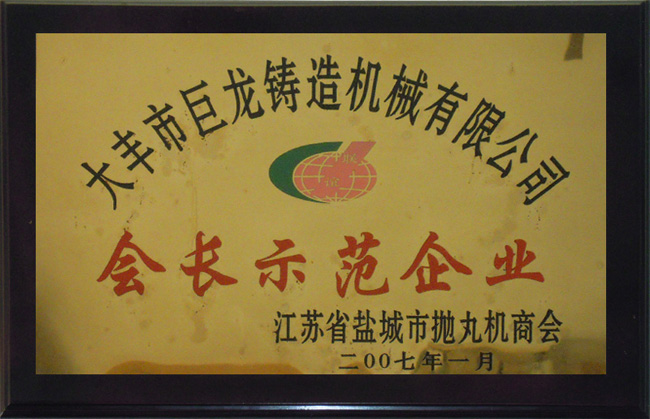 大丰市巨龙铸造机械有限公司
会长示范企业
江苏省盐城市抛丸机商会
二00七年一月